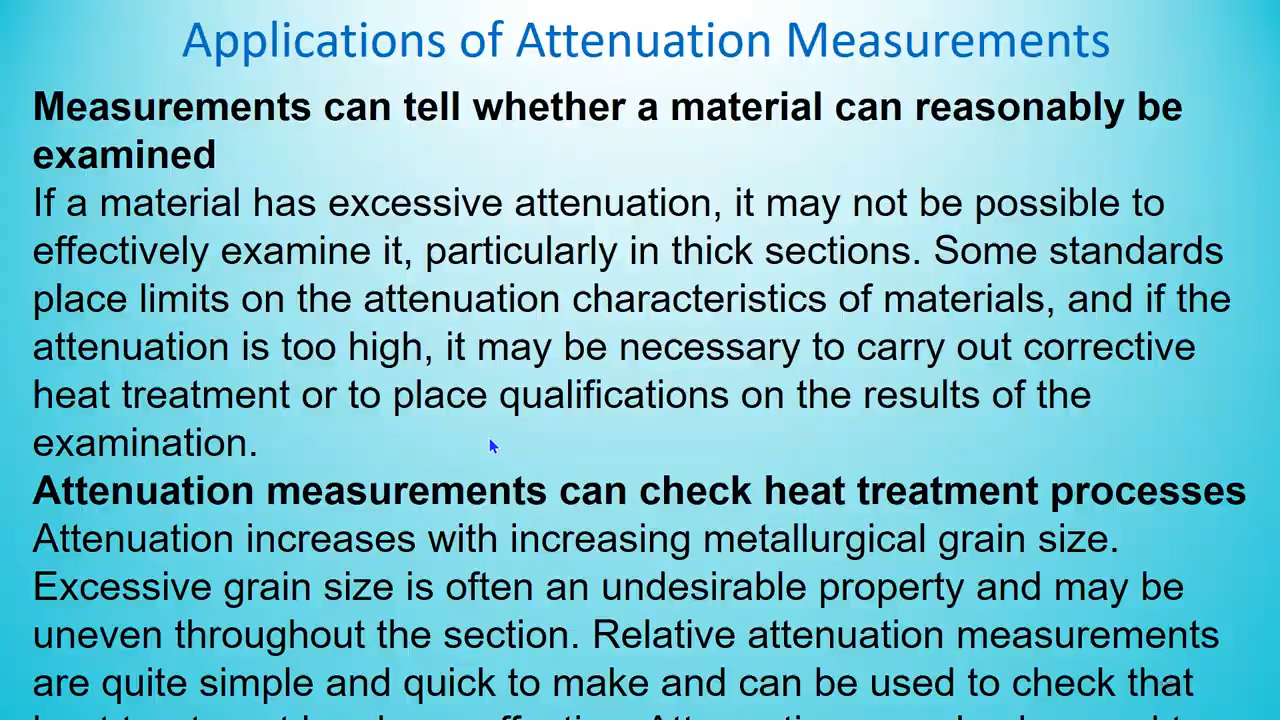 Applications of Attenuation Measurements
Measurements can tell whether a material can reasonably be
examined
If a material has excessive attenuation, it may not be possible to
effectively examine it, particularly in thick sections. Some standards
place limits on the attenuation characteristics of materials, and if the
attenuation is too high, it may be necessary to carry out corrective
heat treatment or to place qualifications on the results of the
examination.
Attenuation measurements can check heat treatment processes
Attenuation increases with increasing metallurgical grain size.
Excessive grain size is often an undesirable property and may be
uneven throughout the section. Relative attenuation measurements
are quite simple and quick to make and can be used to check that